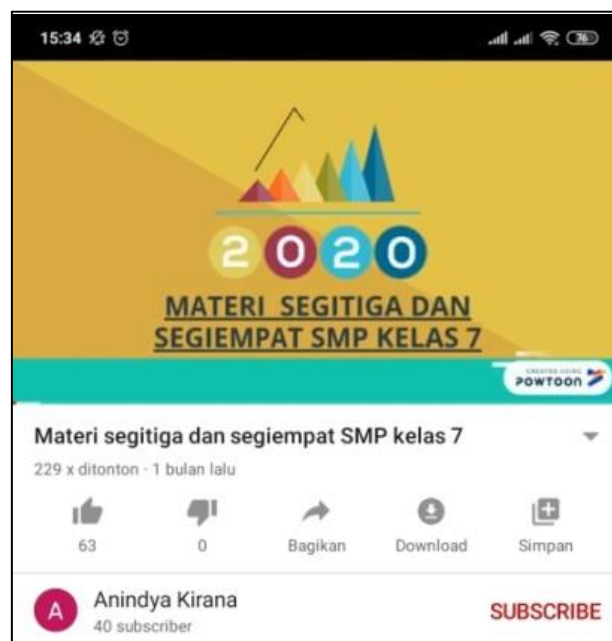 15:34
76
2020
MATERI SEGITIGA DAN
SEGIEMPAT SMP KELAS 7
CREATED USING
POWTOON
Materi segitiga dan segiempat SMP kelas 7
229 x ditonton · 1 bulan lalu
63
0
Bagikan
Download
Simpan
A
Anindya Kirana
40 subscriber
SUBSCRIBE